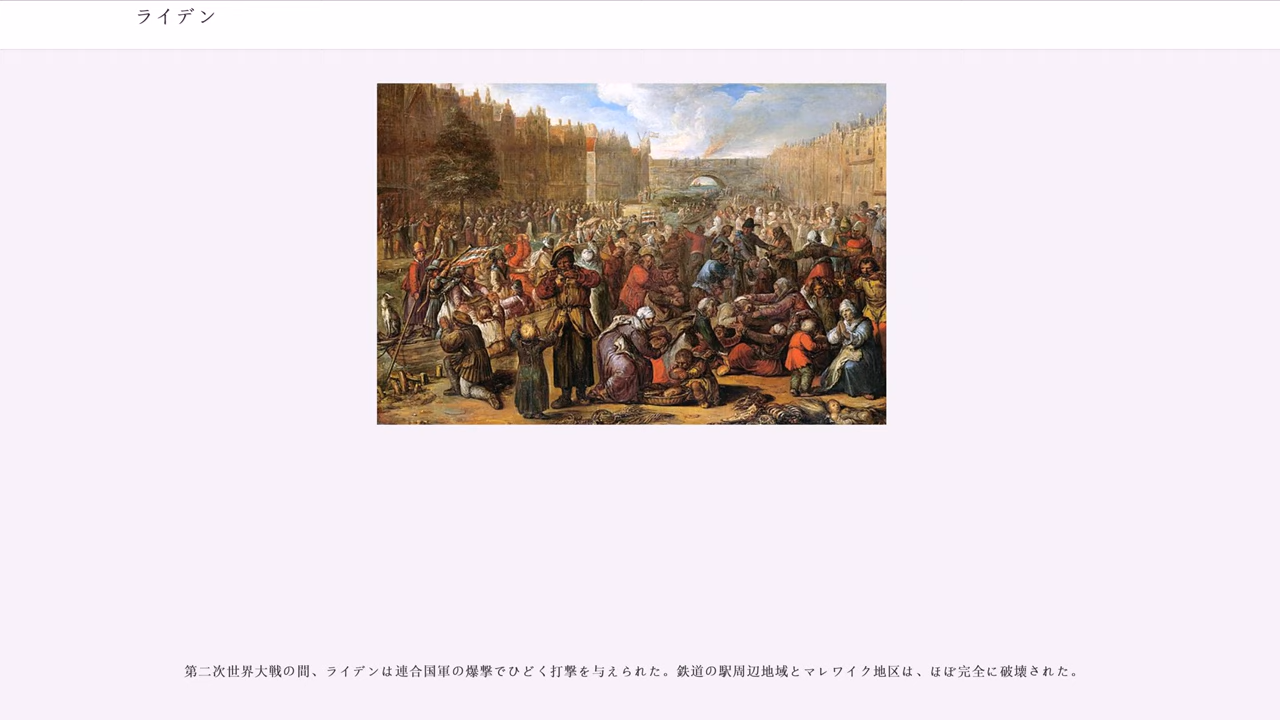 ライデン
第二次世界大戦の間、ライデンは連合国軍の爆撃でひどく打撃を与えられた。鉄道の駅周辺地域とマレワイク地区は、ほぼ完全に破壊された。